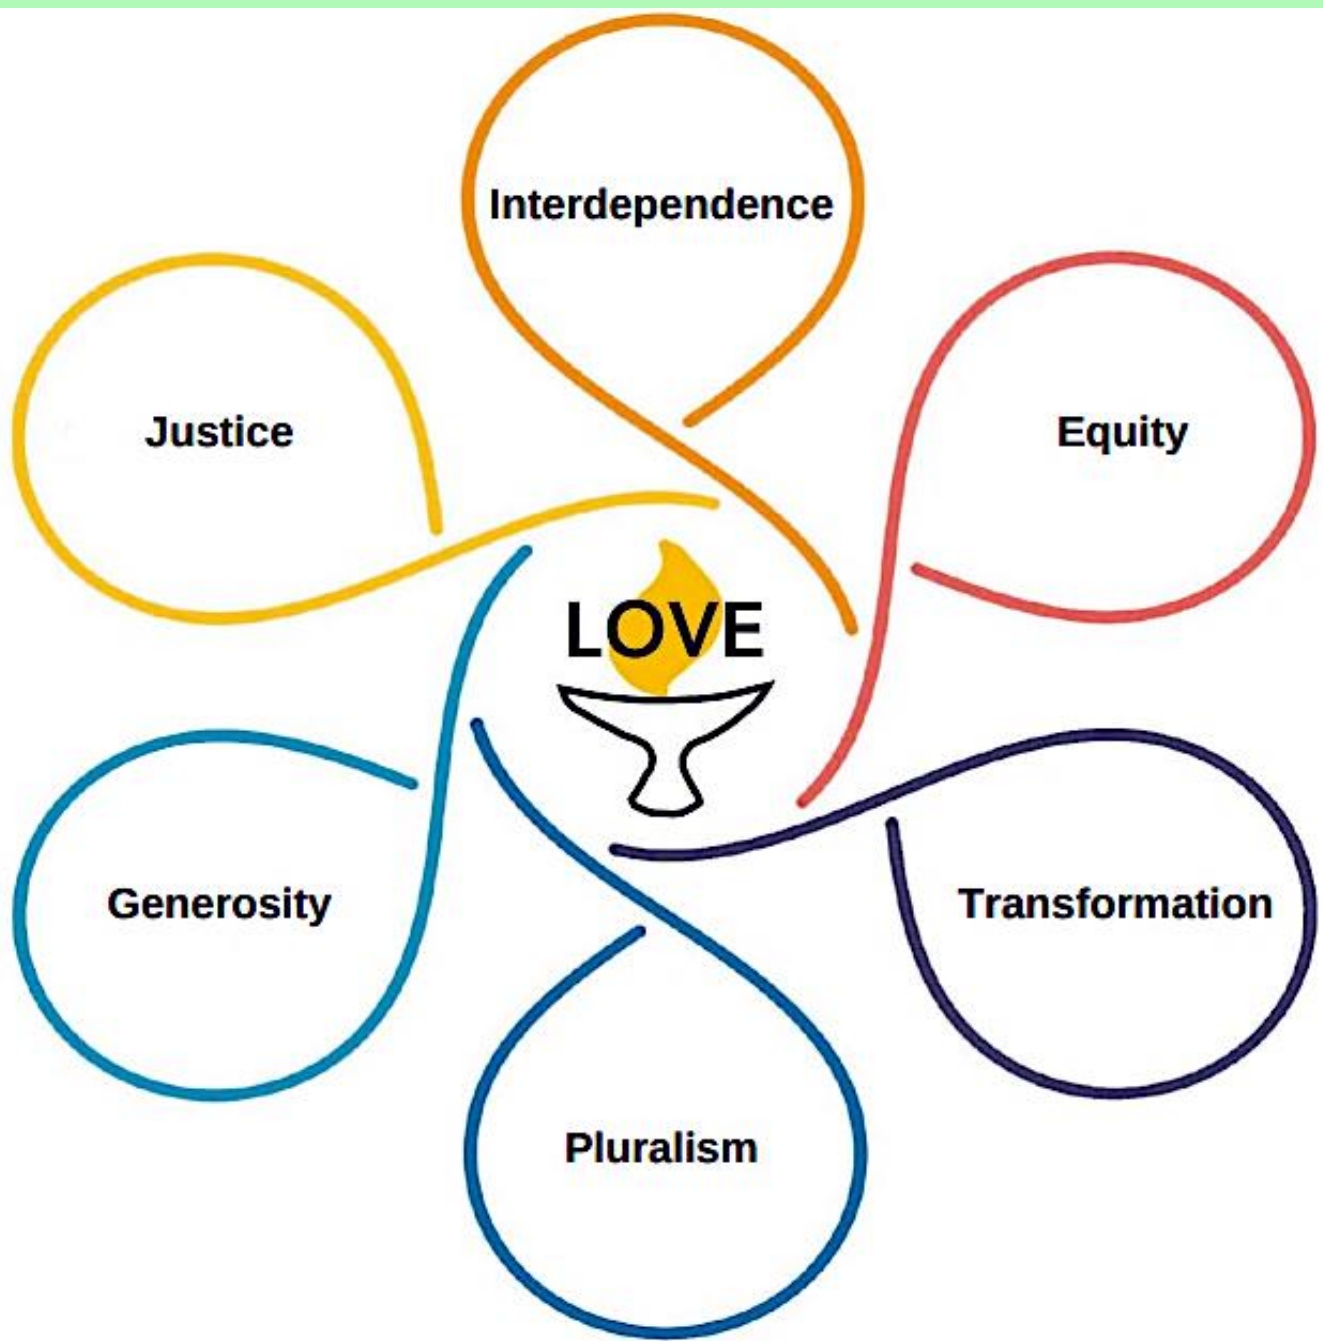 Interdependence
Justice
Equity
LOVE
Generosity
Transformation
Pluralism